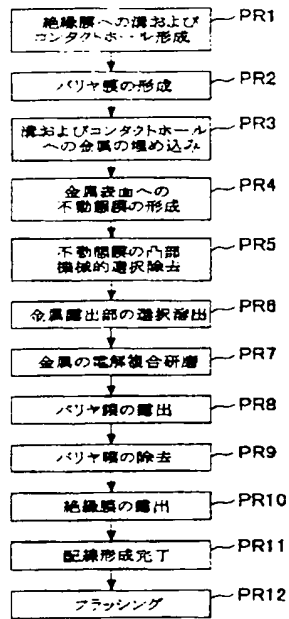 絶縁膜への溝および
コンタクトホール形成
PR1
バリヤ膜の形成
PR2
溝およびコンタクトホール
への金属の埋め込み
PR3
金属表面への
不動態膜の形成
PR4
不動態膜の凸部
機械的選択除去
PR5
金属露出部の選択溶出
PR6
金属の電解複合研磨
PR7
バリヤ膜の露出
PR8
バリヤ膜の除去
PR9
絶縁膜の露出
PR10
配線形成完了
PR11
フラッシング
PR12